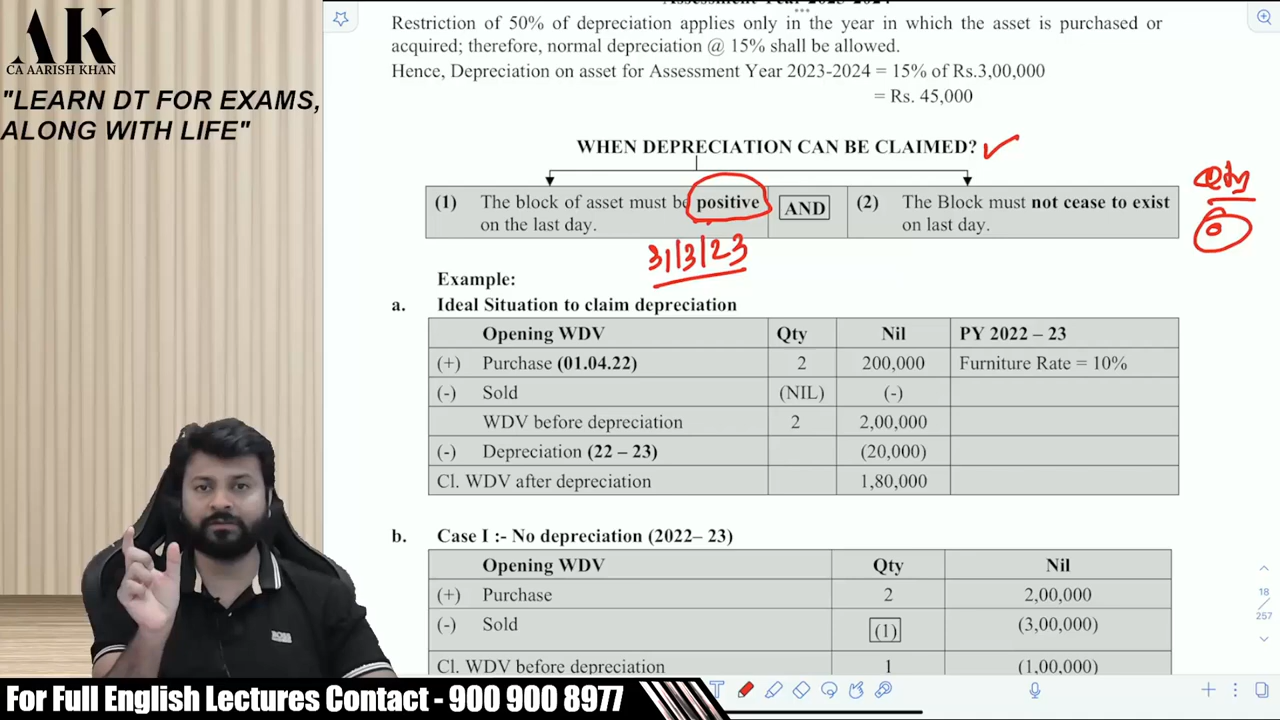 AK
CA AARISH KHAN
"LEARN DT FOR EXAMS,
ALONG WITH LIFE"
Restriction of 50% of depreciation applies only in the year in which the asset is purchased or
acquired; therefore, normal depreciation @ 15% shall be allowed.
Hence, Depreciation on asset for Assessment Year 2023-2024 = 15% of Rs.3,00,000
= Rs. 45,000
WHEN DEPRECIATION CAN BE CLAIMED?
(1) The block of asset must be positive on the last day.
AND
(2) The Block must not cease to exist on last day.
Qty
0
31/3/23
Example:
a. Ideal Situation to claim depreciation
Opening WDV Qty Nil PY 2022 – 23
(+) Purchase (01.04.22) 2 200,000 Furniture Rate = 10%
(-) Sold (NIL) (-)
WDV before depreciation 2 2,00,000
(-) Depreciation (22 – 23) (20,000)
Cl. WDV after depreciation 1,80,000
b. Case I :- No depreciation (2022– 23)
Opening WDV Qty Nil
(+) Purchase 2 2,00,000
(-) Sold (1) (3,00,000)
Cl. WDV before depreciation 1 (1,00,000)
18
/
257
For Full English Lectures Contact - 900 900 8977